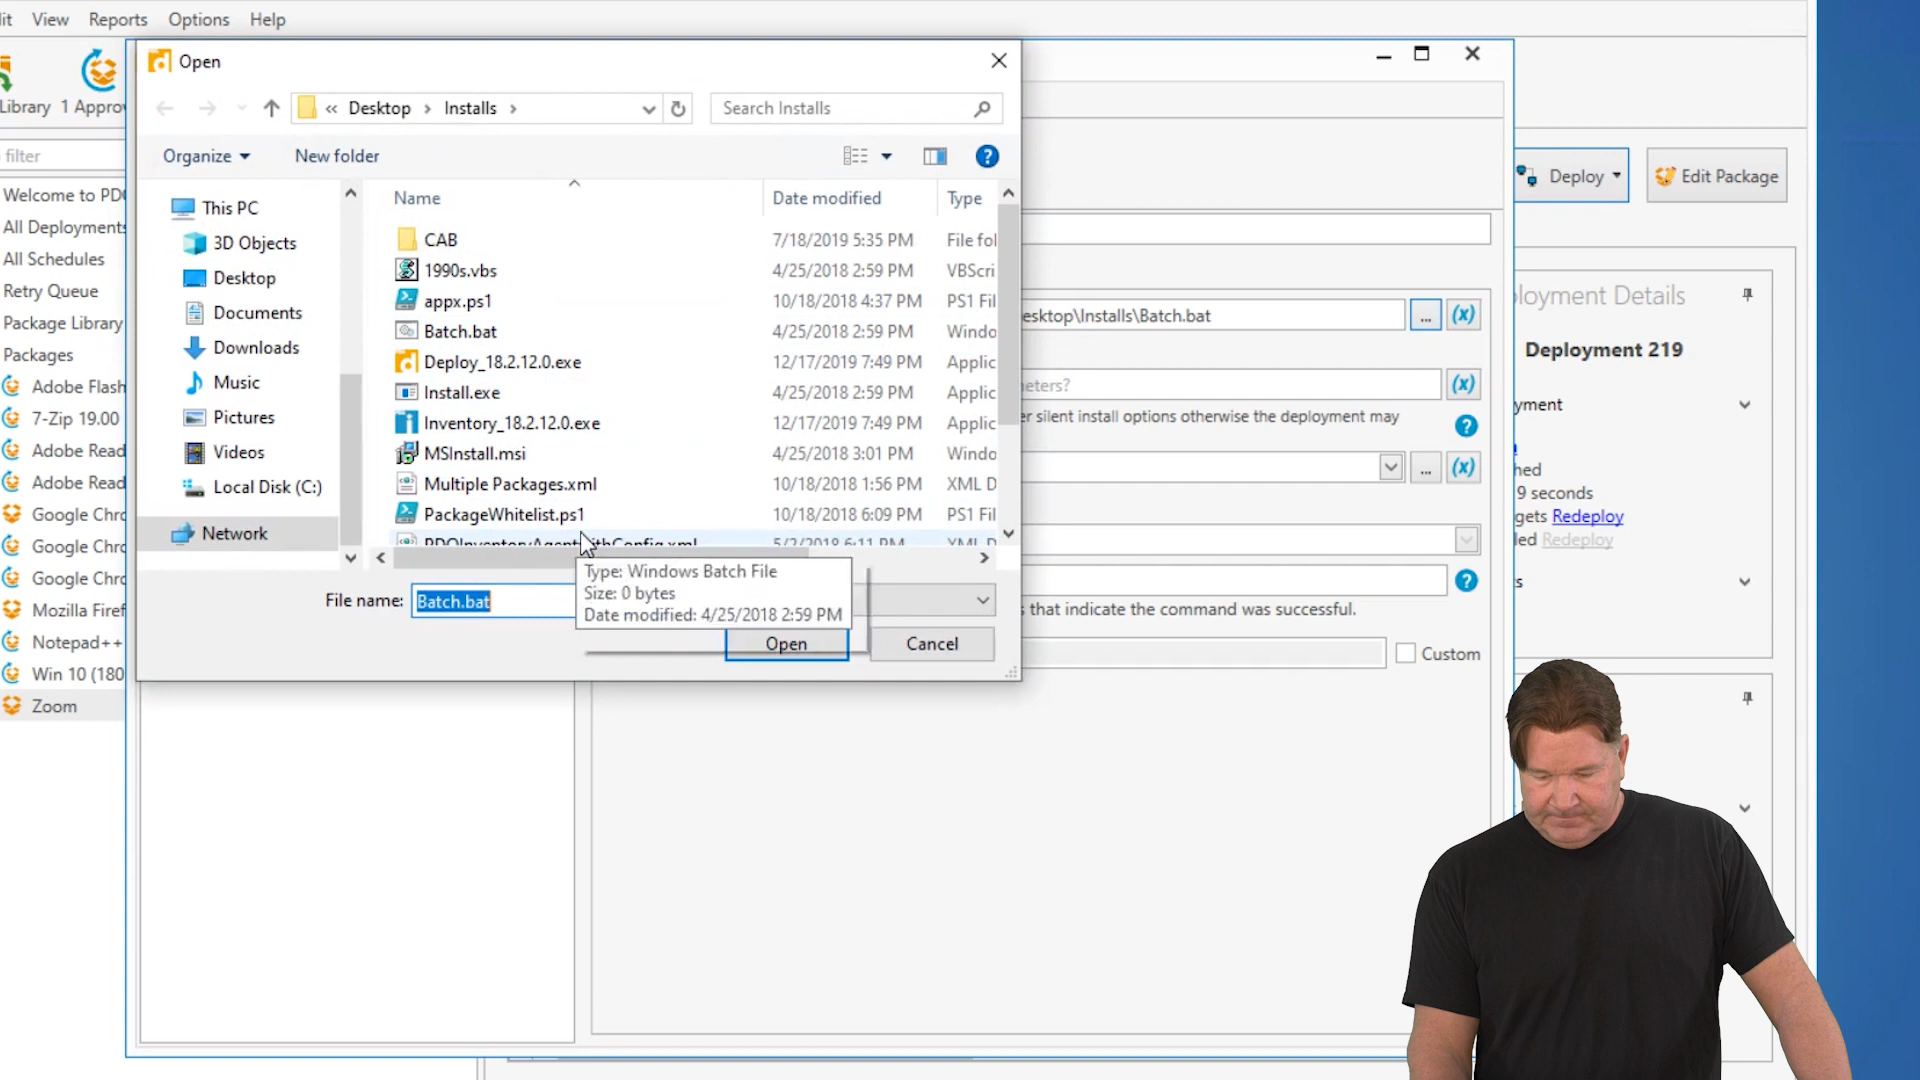 View Reports Options Help
Library 1 Approv
filter
Welcome to PDQ
All Deployments
All Schedules
Retry Queue
Package Library
Packages
Adobe Flash
7-Zip 19.00
Adobe Read
Adobe Read
Google Chro
Google Chro
Google Chro
Mozilla Firef
Notepad++
Win 10 (180
Zoom
Open
« Desktop › Installs ›
Search Installs
Organize New folder
This PC
3D Objects
Desktop
Documents
Downloads
Music
Pictures
Videos
Local Disk (C:)
Network
Name Date modified Type
CAB 7/18/2019 5:35 PM File fol
1990s.vbs 4/25/2018 2:59 PM VBScri
appx.ps1 10/18/2018 4:37 PM PS1 Fil
Batch.bat 4/25/2018 2:59 PM Windo
Deploy_18.2.12.0.exe 12/17/2019 7:49 PM Applic
Install.exe 4/25/2018 2:59 PM Applic
Inventory_18.2.12.0.exe 12/17/2019 7:49 PM Applic
MSInstall.msi 4/25/2018 3:01 PM Windo
Multiple Packages.xml 10/18/2018 1:56 PM XML D
PackageWhitelist.ps1 10/18/2018 6:09 PM PS1 Fil
Type: Windows Batch File
Size: 0 bytes
Date modified: 4/25/2018 2:59 PM
File name: Batch.bat
Open Cancel
esktop\Installs\Batch.bat ... (x)
meters? (x)
er silent install options otherwise the deployment may
... (x)
s that indicate the command was successful.
Custom
Deploy Edit Package
ployment Details
Deployment 219
yment
hed
9 seconds
gets Redeploy
led Redeploy
s